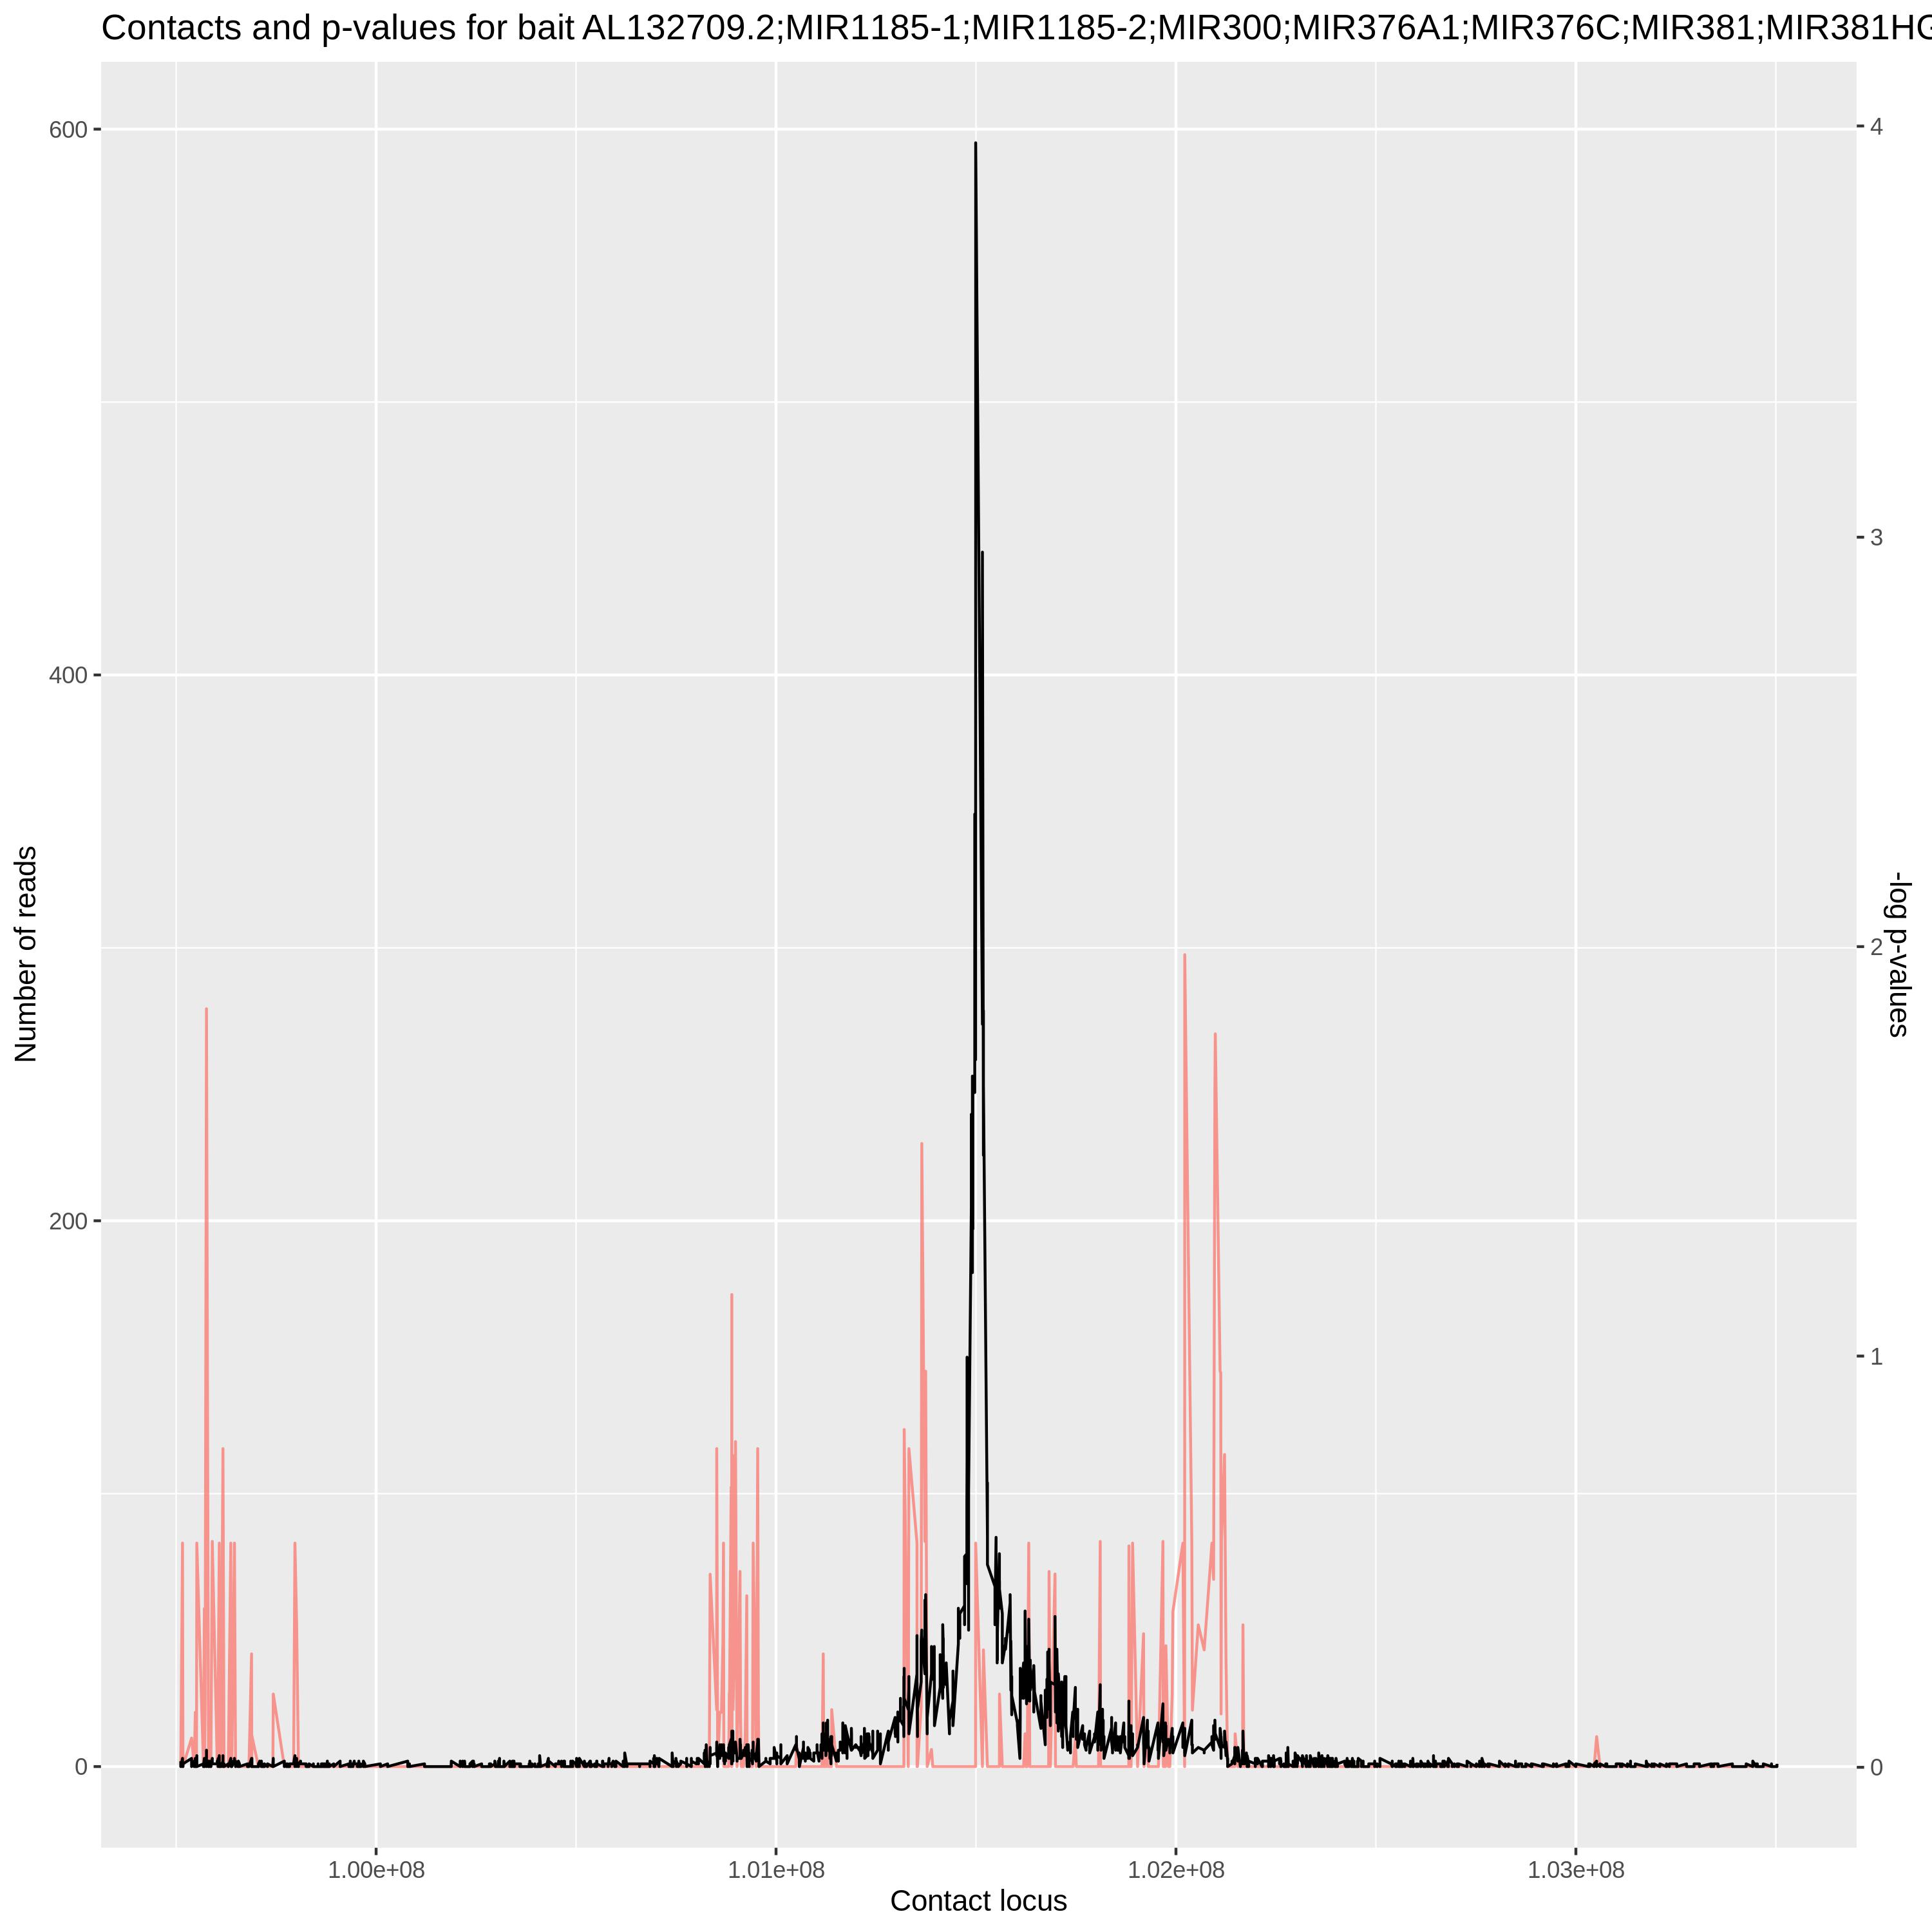 Contacts and p-values for bait AL132709.2;MIR1185-1;MIR1185-2;MIR300;MIR376A1;MIR376C;MIR381;MIR381HG
600
400
200
0
Number of reads
4
3
2
1
0
-log p-values
1.00e+08
1.01e+08
1.02e+08
1.03e+08
Contact locus